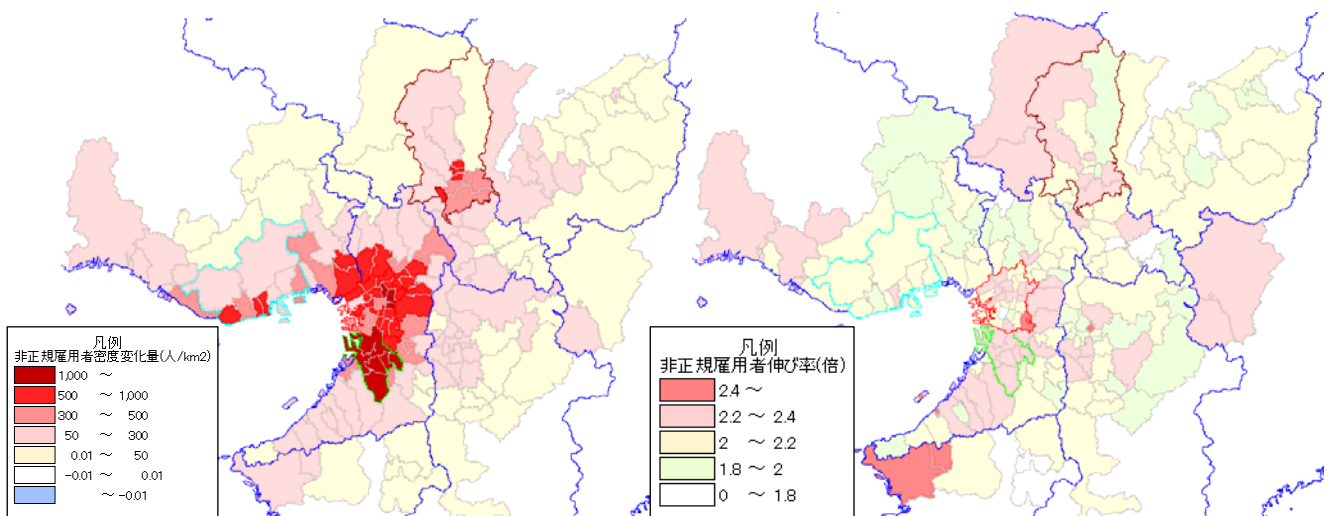 凡例
非正規雇用者密度変化量(人/km2)
1,000 ～
500 ～ 1,000
300 ～ 500
50 ～ 300
0.01 ～ 50
-0.01 ～ 0.01
～ -0.01
凡例
非正規雇用者伸び率(倍)
2.4 ～
2.2 ～ 2.4
2 ～ 2.2
1.8 ～ 2
0 ～ 1.8